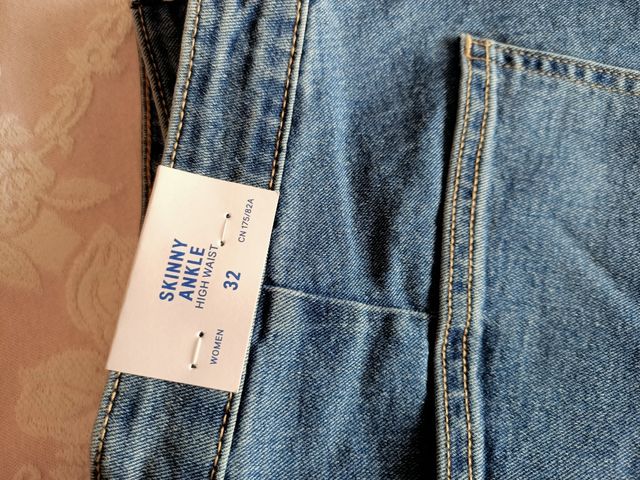 SKINNY
ANKLE
HIGH WAIST
32
WOMEN
CN 175/82A